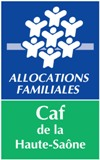 ALLOCATIONS
FAMILIALES
Caf
de la
Haute-Saône